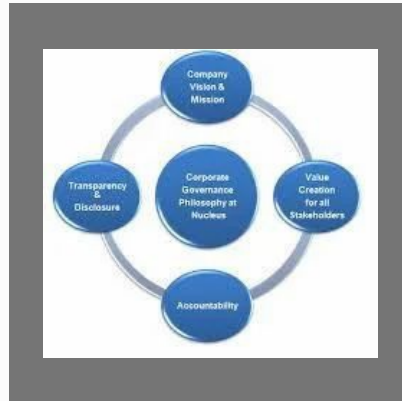 Company
Vision &
Mission
Transparency
&
Disclosure
Corporate
Governance
Philosophy at
Nucleus
Value
Creation
for all
Stakeholders
Accountability